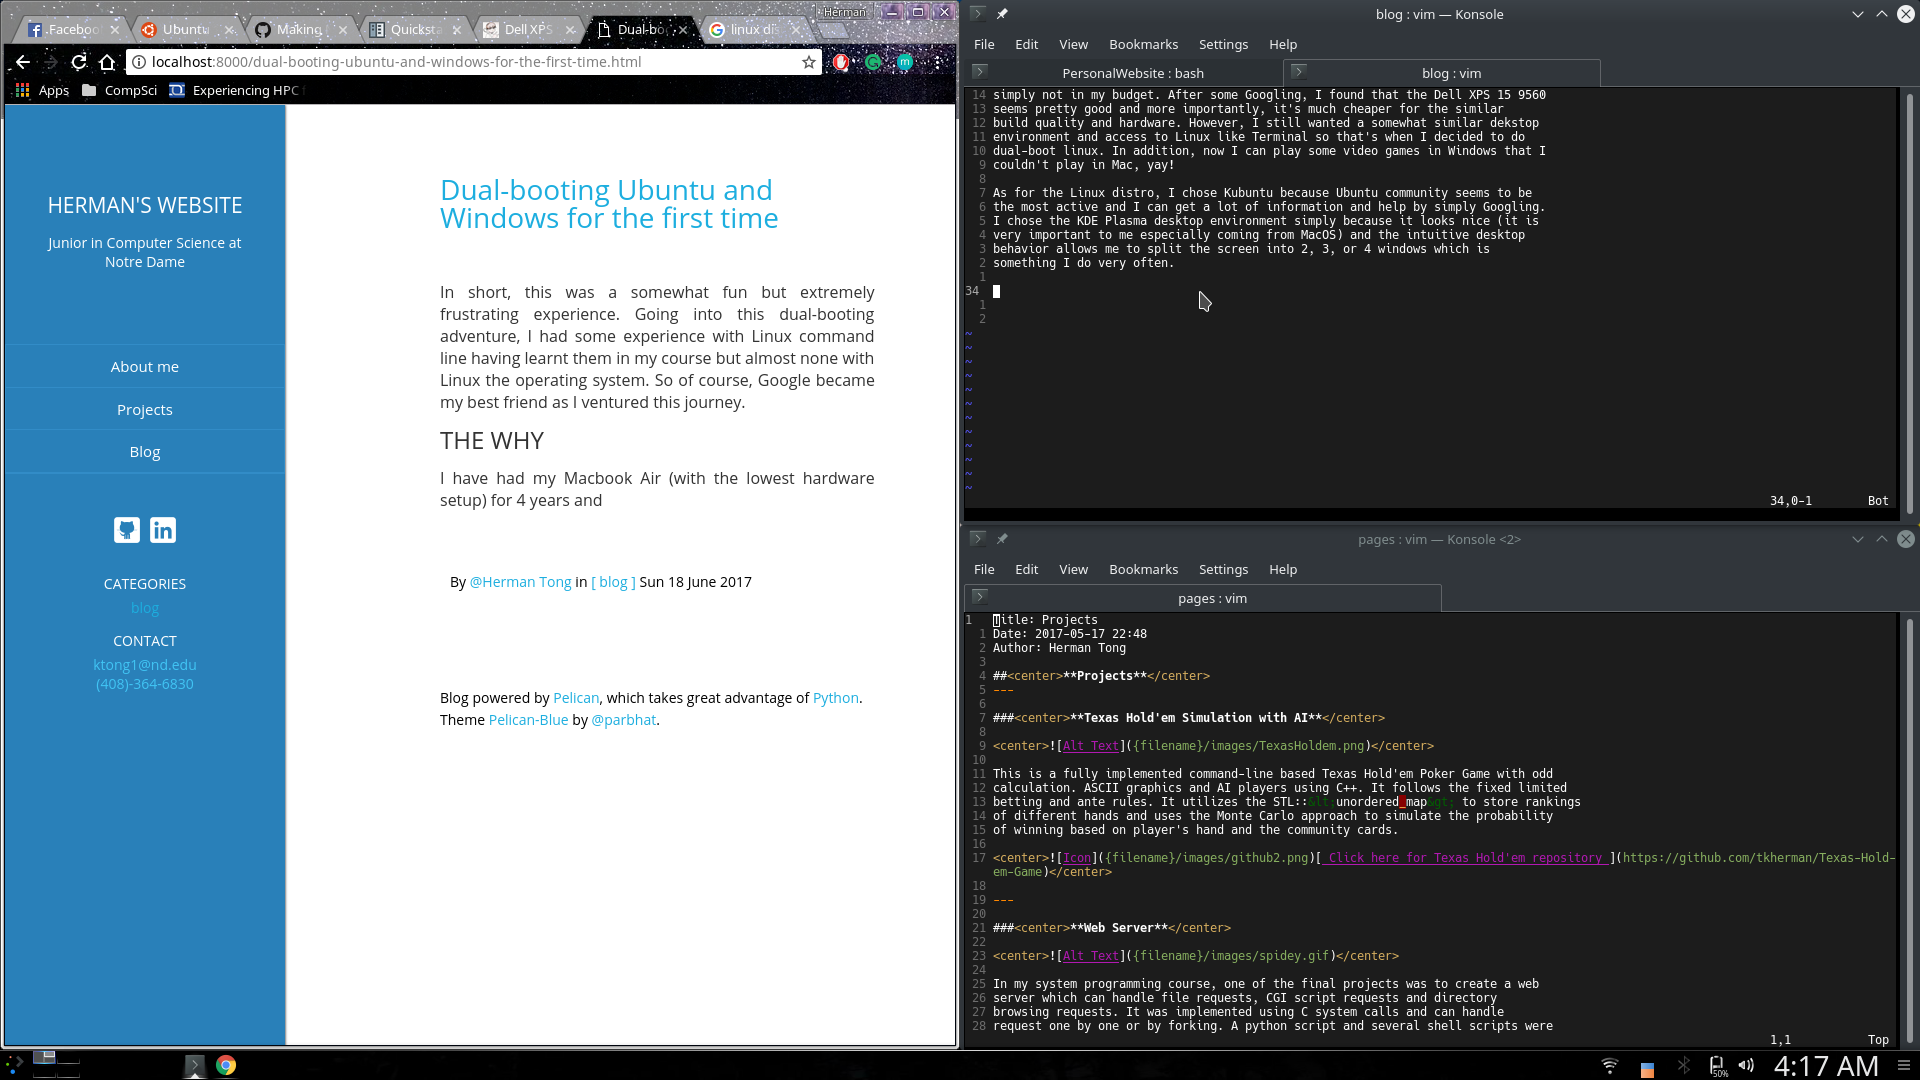 Herman
Facebo
Ubuntu
Making
Quicksta
Dell XPS
Dual-bo
linux di
localhost:8000/dual-booting-ubuntu-and-windows-for-the-first-time.html
Apps
CompSci
Experiencing HPC
HERMAN'S WEBSITE
Junior in Computer Science at
Notre Dame
About me
Projects
Blog
CATEGORIES
blog
CONTACT
ktong1@nd.edu
(408)-364-6830
Dual-booting Ubuntu and
Windows for the first time
In short, this was a somewhat fun but extremely
frustrating experience. Going into this dual-booting
adventure, I had some experience with Linux command
line having learnt them in my course but almost none with
Linux the operating system. So of course, Google became
my best friend as I ventured this journey.
THE WHY
I have had my Macbook Air (with the lowest hardware
setup) for 4 years and
By @Herman Tong in [ blog ] Sun 18 June 2017
Blog powered by Pelican, which takes great advantage of Python.
Theme Pelican-Blue by @parbhat.
blog : vim — Konsole
File Edit View Bookmarks Settings Help
PersonalWebsite : bash
blog : vim
14 simply not in my budget. After some Googling, I found that the Dell XPS 15 9560
13 seems pretty good and more importantly, it's much cheaper for the similar
12 build quality and hardware. However, I still wanted a somewhat similar dekstop
11 environment and access to Linux like Terminal so that's when I decided to do
10 dual-boot linux. In addition, now I can play some video games in Windows that I
9 couldn't play in Mac, yay!
8
7 As for the Linux distro, I chose Kubuntu because Ubuntu community seems to be
6 the most active and I can get a lot of information and help by simply Googling.
5 I chose the KDE Plasma desktop environment simply because it looks nice (it is
4 very important to me especially coming from MacOS) and the intuitive desktop
3 behavior allows me to split the screen into 2, 3, or 4 windows which is
2 something I do very often.
1
34
1
2
~
~
~
~
~
~
~
~
~
~
~
~
34,0-1 Bot
pages : vim — Konsole <2>
File Edit View Bookmarks Settings Help
pages : vim
1 Title: Projects
1 Date: 2017-05-17 22:48
2 Author: Herman Tong
3
4 ##<center>**Projects**</center>
5 ---
6
7 ###<center>**Texas Hold'em Simulation with AI**</center>
8
9 <center>![Alt Text]({filename}/images/TexasHoldem.png)</center>
10
11 This is a fully implemented command-line based Texas Hold'em Poker Game with odd
12 calculation. ASCII graphics and AI players using C++. It follows the fixed limited
13 betting and ante rules. It utilizes the STL::&lt;unordered_map&gt; to store rankings
14 of different hands and uses the Monte Carlo approach to simulate the probability
15 of winning based on player's hand and the community cards.
16
17 <center>![Icon]({filename}/images/github2.png)[ Click here for Texas Hold'em repository ](https://github.com/tkherman/Texas-Hold-
em-Game)</center>
18
19 ---
20
21 ###<center>**Web Server**</center>
22
23 <center>![Alt Text]({filename}/images/spidey.gif)</center>
24
25 In my system programming course, one of the final projects was to create a web
26 server which can handle file requests, CGI script requests and directory
27 browsing requests. It was implemented using C system calls and can handle
28 request one by one or by forking. A python script and several shell scripts were
1,1 Top
50%
4:17 AM